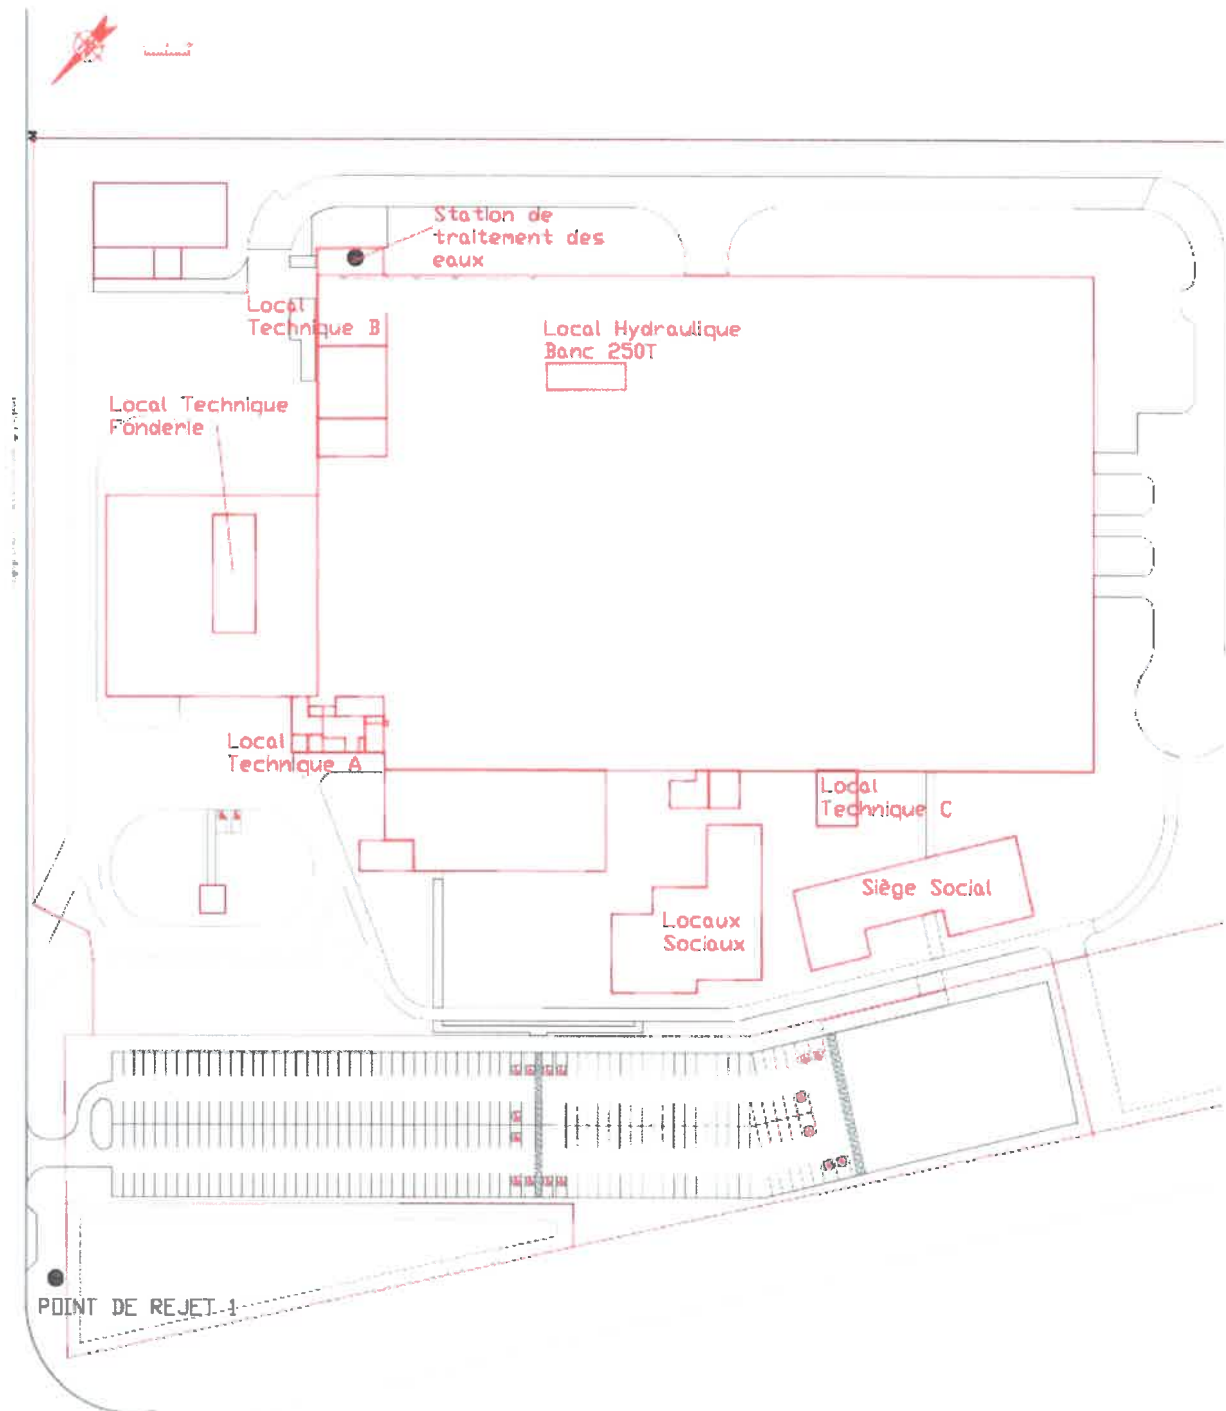 Station de
traitement des
eaux
Local
Technique B
Local Hydraulique
Banc 250T
Local Technique
Fonderie
Local
Technique A
Local
Technique C
Siège Social
Locaux
Sociaux
POINT DE REJET 1